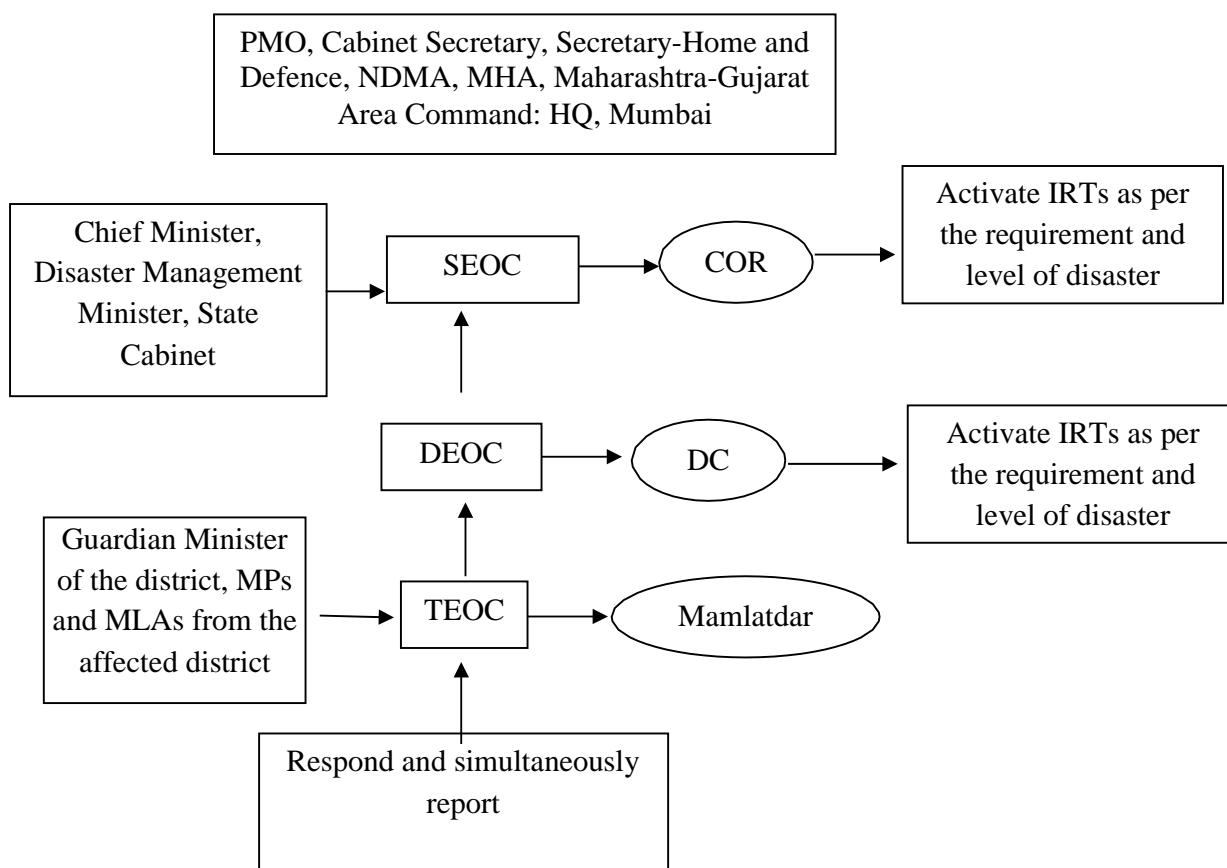 PMO, Cabinet Secretary, Secretary-Home and
Defence, NDMA, MHA, Maharashtra-Gujarat
Area Command: HQ, Mumbai
Chief Minister,
Disaster Management
Minister, State
Cabinet
SEOC
COR
Activate IRTs as per
the requirement and
level of disaster
DEOC
DC
Activate IRTs as per
the requirement and
level of disaster
Guardian Minister
of the district, MPs
and MLAs from the
affected district
TEOC
Mamlatdar
Respond and simultaneously
report